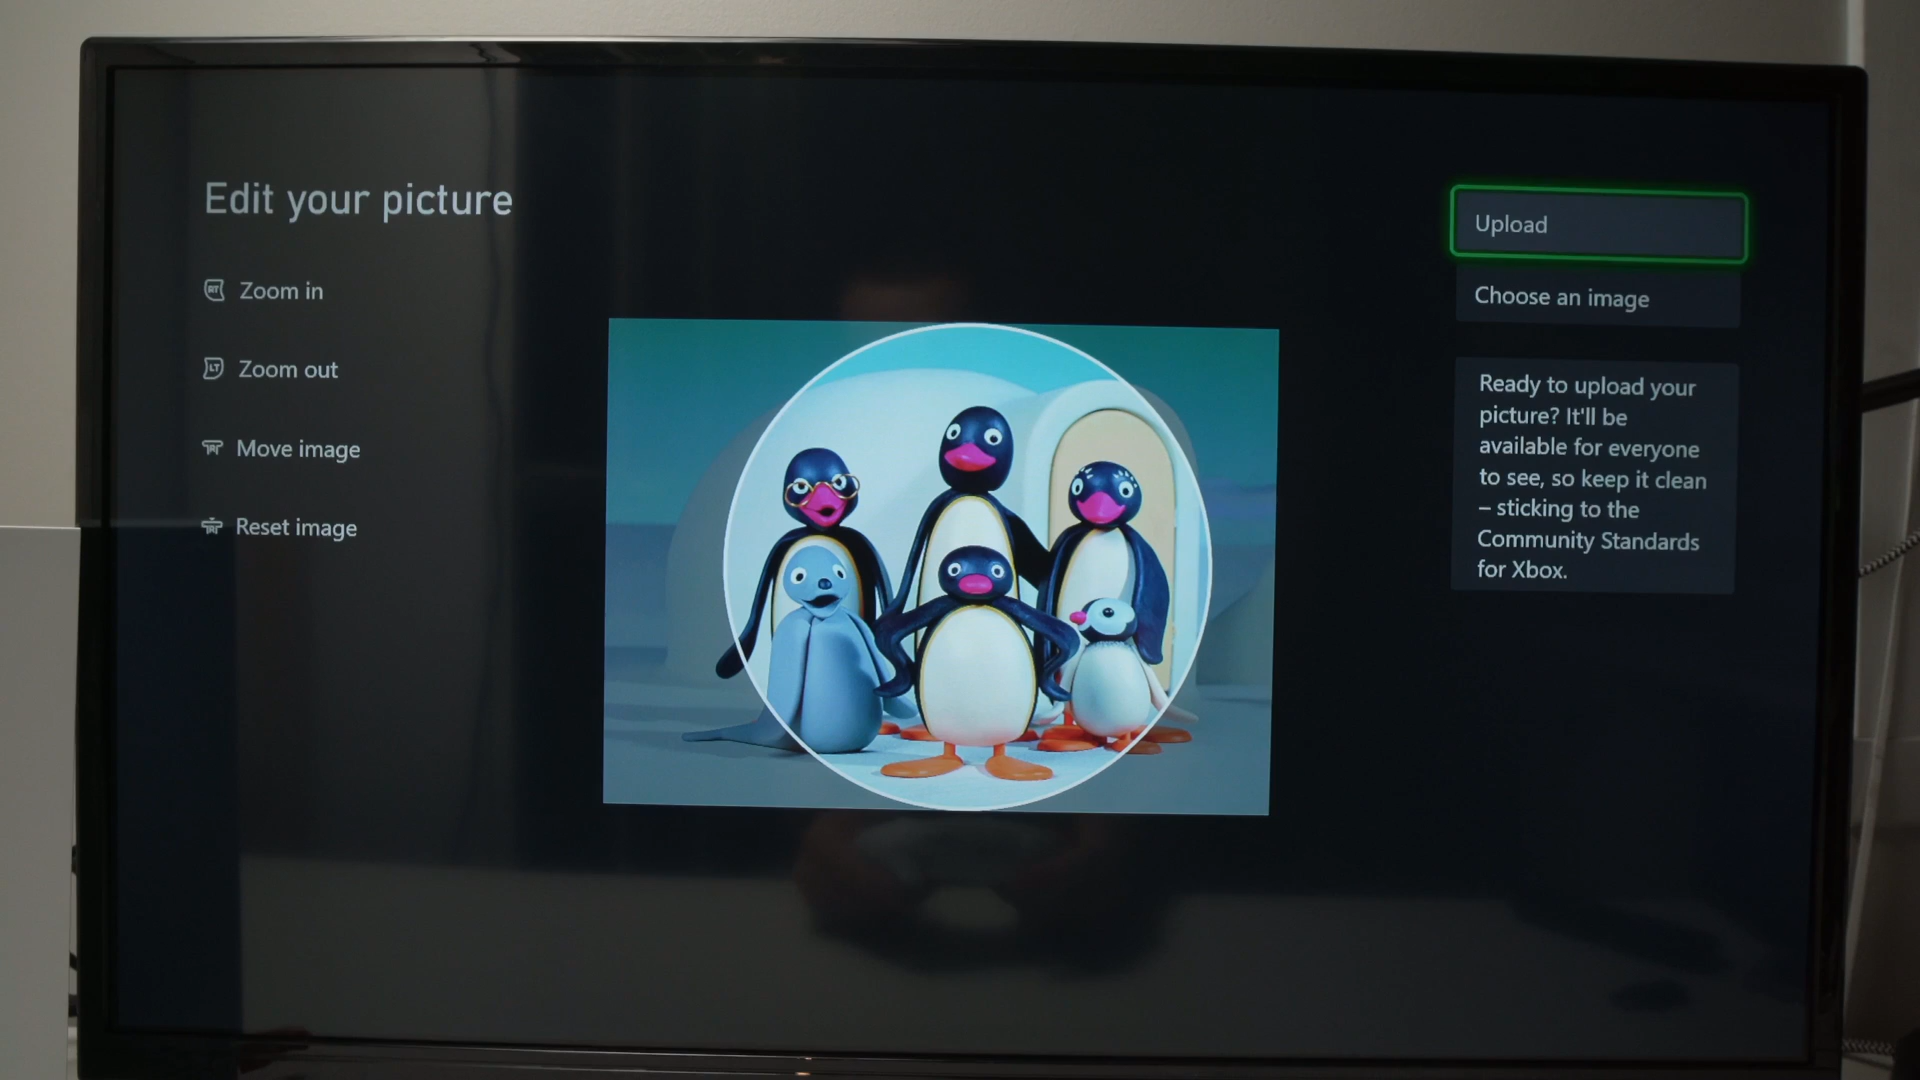 Edit your picture
RT Zoom in
LT Zoom out
Move image
Reset image
Upload
Choose an image
Ready to upload your
picture? It'll be
available for everyone
to see, so keep it clean
– sticking to the
Community Standards
for Xbox.